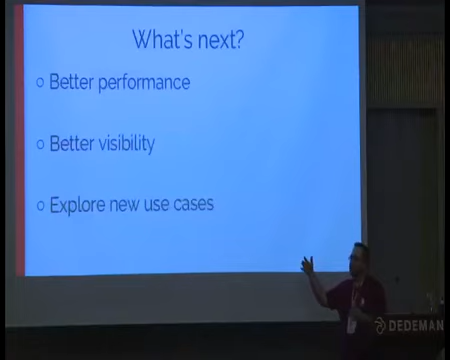 What's next?
Better performance
Better visibility
Explore new use cases
DEDEMAN